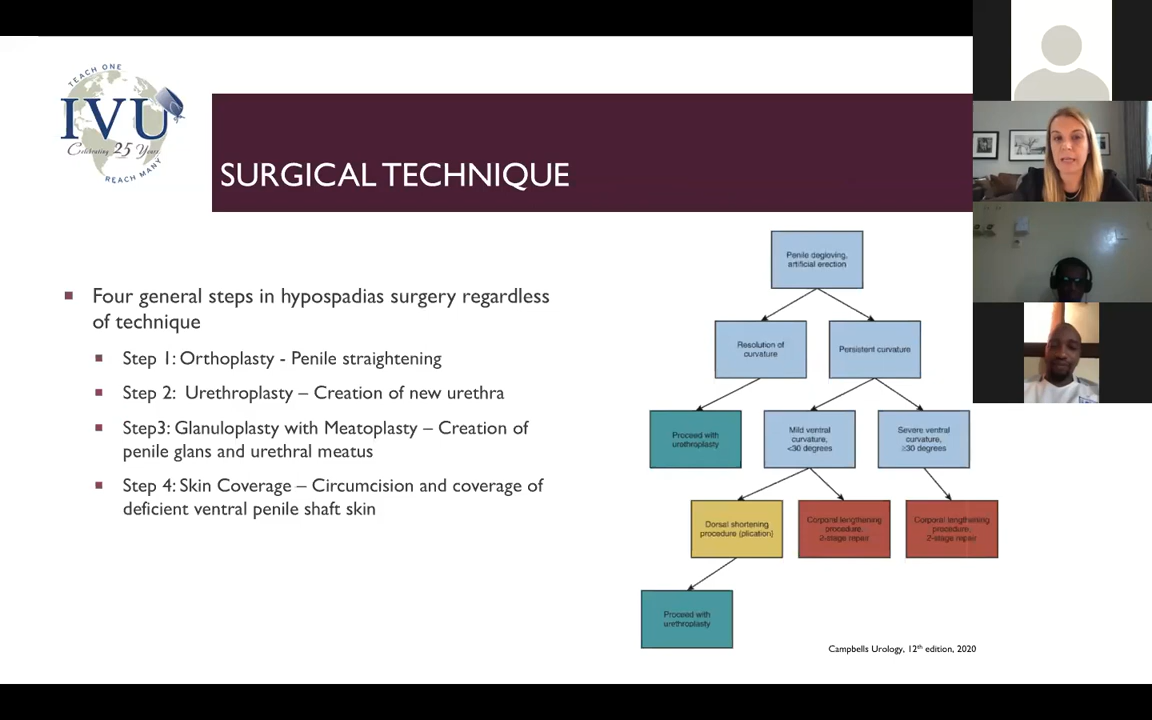 TEACH ONE
IVU
Celebrating 25 Years
REACH MANY
SURGICAL TECHNIQUE
Four general steps in hypospadias surgery regardless
of technique
Step 1: Orthoplasty - Penile straightening
Step 2: Urethroplasty – Creation of new urethra
Step3: Glanuloplasty with Meatoplasty – Creation of
penile glans and urethral meatus
Step 4: Skin Coverage – Circumcision and coverage of
deficient ventral penile shaft skin
Penile degloving,
artificial erection
Resolution of
curvature
Persistent curvature
Proceed with
urethroplasty
Mild ventral
curvature,
<30 degrees
Severe ventral
curvature,
≥30 degrees
Dorsal shortening
procedure (plication)
Corporal lengthening
procedure,
2-stage repair
Corporal lengthening
procedure,
2-stage repair
Proceed with
urethroplasty
Campbells Urology, 12th edition, 2020